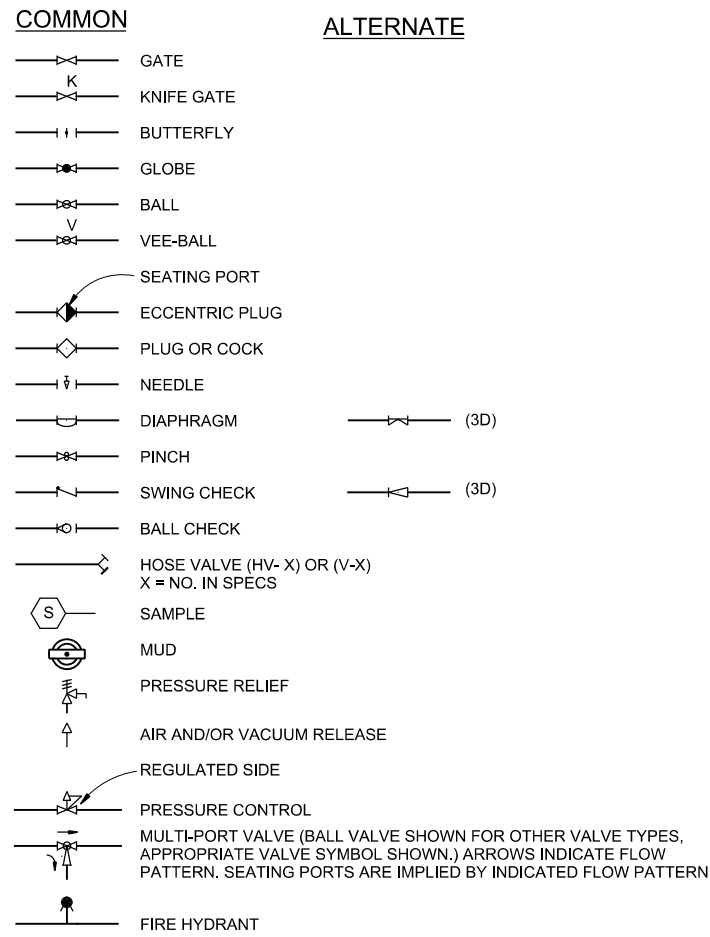 COMMON
ALTERNATE
GATE
K
KNIFE GATE
BUTTERFLY
GLOBE
BALL
V
VEE-BALL
SEATING PORT
ECCENTRIC PLUG
PLUG OR COCK
NEEDLE
DIAPHRAGM
(3D)
PINCH
SWING CHECK
(3D)
BALL CHECK
HOSE VALVE (HV- X) OR (V-X)
X = NO. IN SPECS
S
SAMPLE
MUD
PRESSURE RELIEF
AIR AND/OR VACUUM RELEASE
REGULATED SIDE
PRESSURE CONTROL
MULTI-PORT VALVE (BALL VALVE SHOWN FOR OTHER VALVE TYPES,
APPROPRIATE VALVE SYMBOL SHOWN.) ARROWS INDICATE FLOW
PATTERN. SEATING PORTS ARE IMPLIED BY INDICATED FLOW PATTERN
FIRE HYDRANT